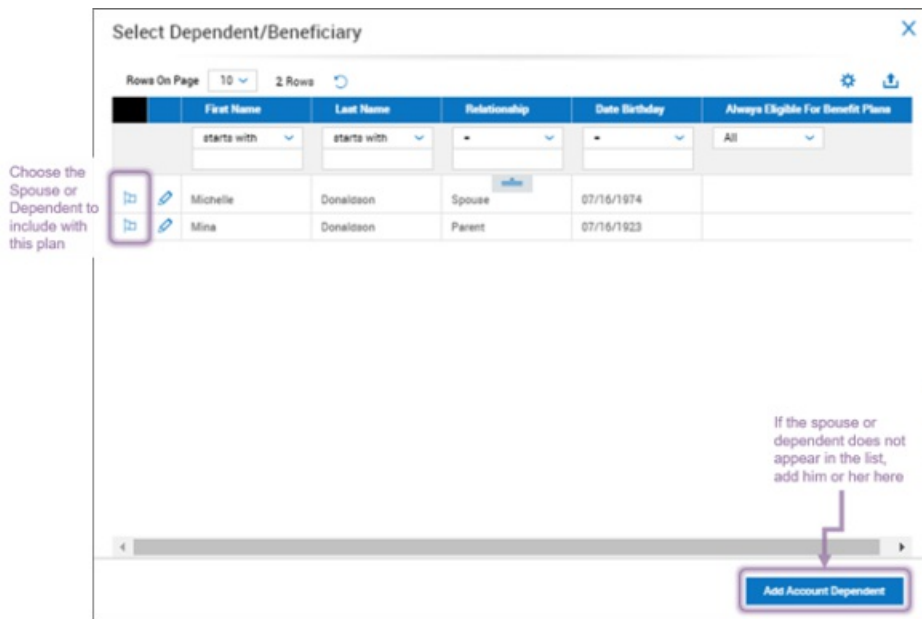 Select Dependent/Beneficiary
Rows On Page 10 2 Rows
First Name Last Name Relationship Date Birthday Always Eligible For Benefit Plans
starts with starts with = = All
Choose the
Spouse or
Dependent to
include with
this plan
Michelle Donaldson Spouse 07/16/1974
Mina Donaldson Parent 07/16/1923
If the spouse or
dependent does not
appear in the list,
add him or her here
Add Account Dependent